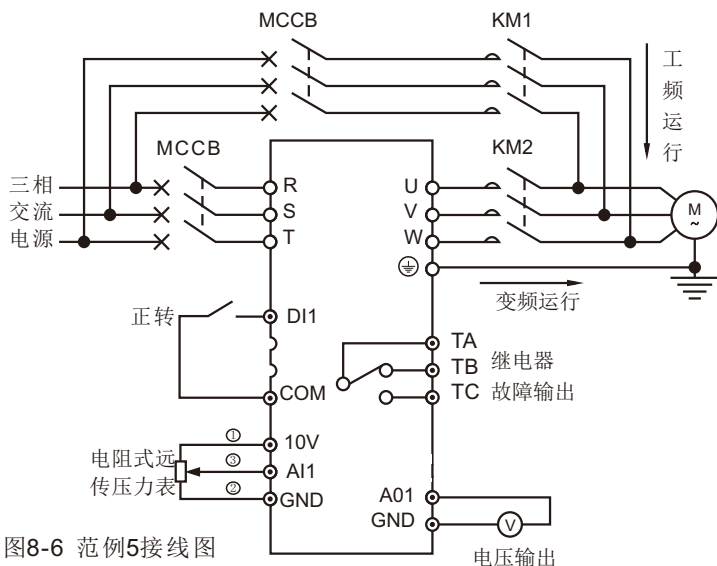 MCCB
KM1
工频运行
MCCB
KM2
三相
交流
电源
R
S
T
U
V
W
M
~
变频运行
正转
DI1
COM
TA
TB
TC
继电器
故障输出
①
10V
③
AI1
②
GND
电阻式远
传压力表
A01
GND
V
电压输出
图8-6 范例5接线图